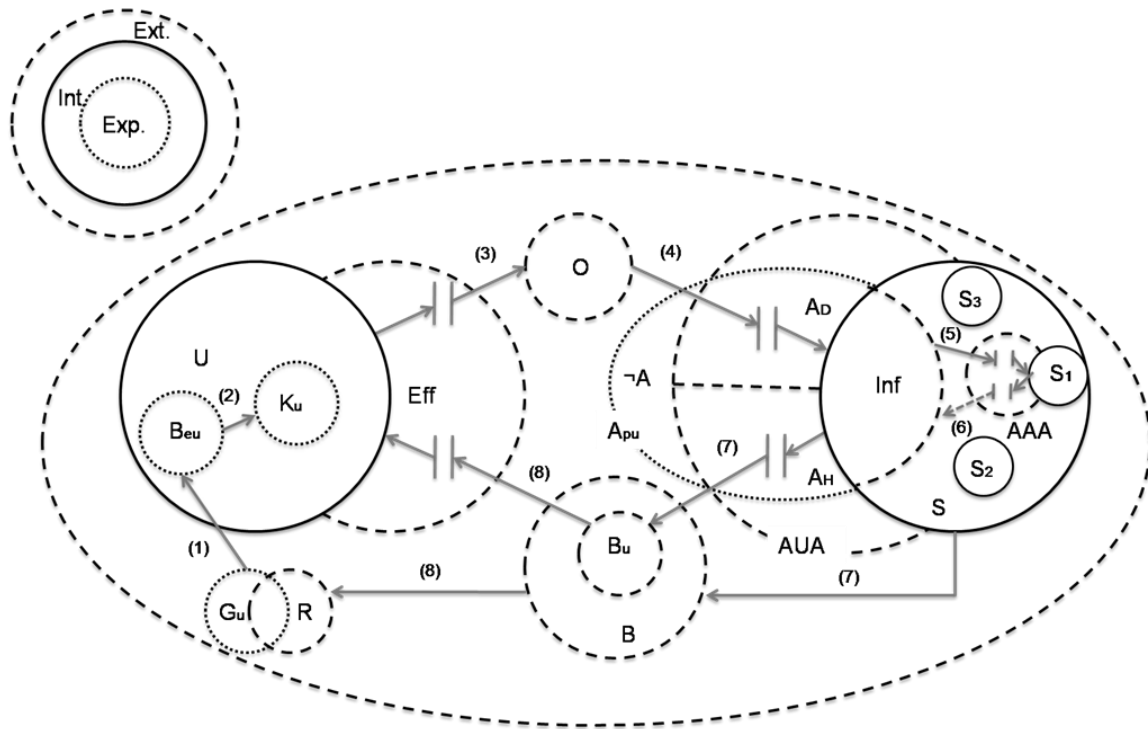 Ext.
Int.
Exp.
(3)
O
(4)
U
(2)
Ku
Beu
Eff
AD
¬A
Apu
Inf
S3
(5)
S1
(6)
AAA
S2
S
(7)
AH
AUA
(8)
Bu
B
(7)
(8)
(1)
Gu
R